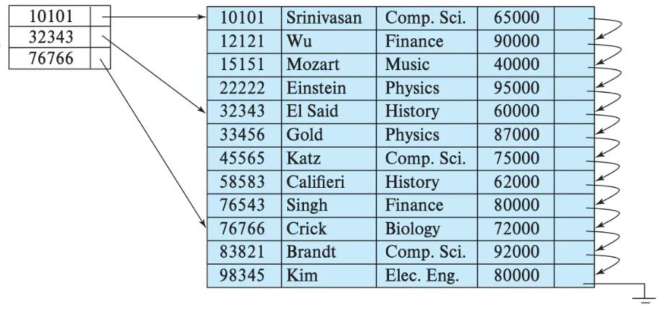 10101
32343
76766
10101 Srinivasan Comp. Sci. 65000
12121 Wu Finance 90000
15151 Mozart Music 40000
22222 Einstein Physics 95000
32343 El Said History 60000
33456 Gold Physics 87000
45565 Katz Comp. Sci. 75000
58583 Califieri History 62000
76543 Singh Finance 80000
76766 Crick Biology 72000
83821 Brandt Comp. Sci. 92000
98345 Kim Elec. Eng. 80000